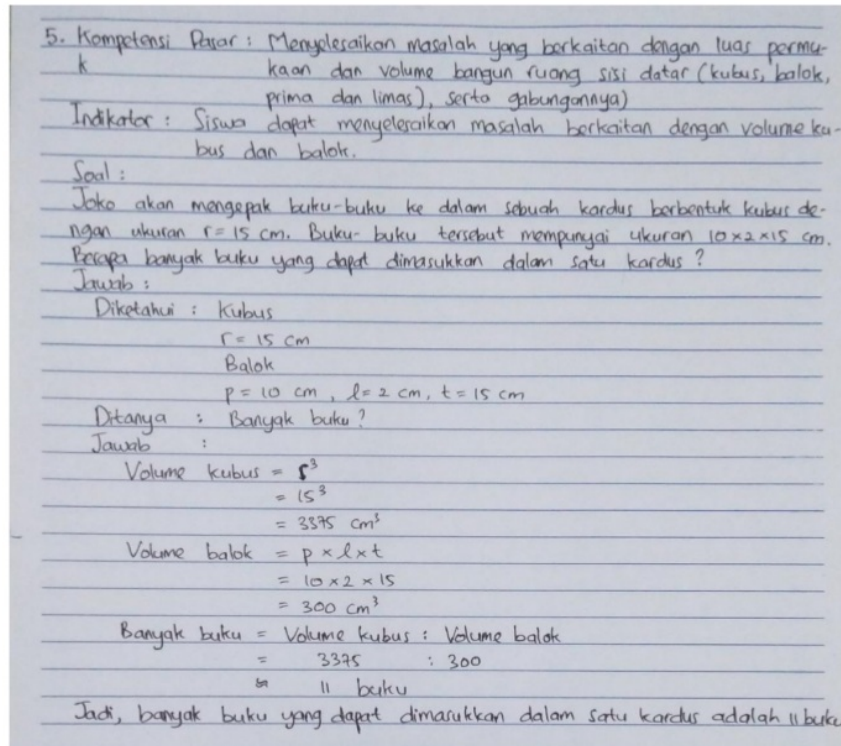 5. Kompetensi Dasar : Menyelesaikan masalah yang berkaitan dengan luas permu-
k kaan dan volume bangun ruang sisi datar (kubus, balok,
prima dan limas), serta gabungannya)
Indikator : Siswa dapat menyelesaikan masalah berkaitan dengan volume ku-
bus dan balok.
Soal :
Joko akan mengepak buku-buku ke dalam sebuah kardus berbentuk kubus de-
ngan ukuran r = 15 cm. Buku-buku tersebut mempunyai ukuran 10 x 2 x 15 cm.
Berapa banyak buku yang dapat dimasukkan dalam satu kardus ?
Jawab :
Diketahui : Kubus
r = 15 cm
Balok
p = 10 cm, l = 2 cm, t = 15 cm
Ditanya : Banyak buku ?
Jawab :
Volume kubus = r³
= 15³
= 3375 cm³
Volume balok = p x l x t
= 10 x 2 x 15
= 300 cm³
Banyak buku = Volume kubus : Volume balok
= 3375 : 300
≈ 11 buku
Jadi, banyak buku yang dapat dimasukkan dalam satu kardus adalah 11 buku